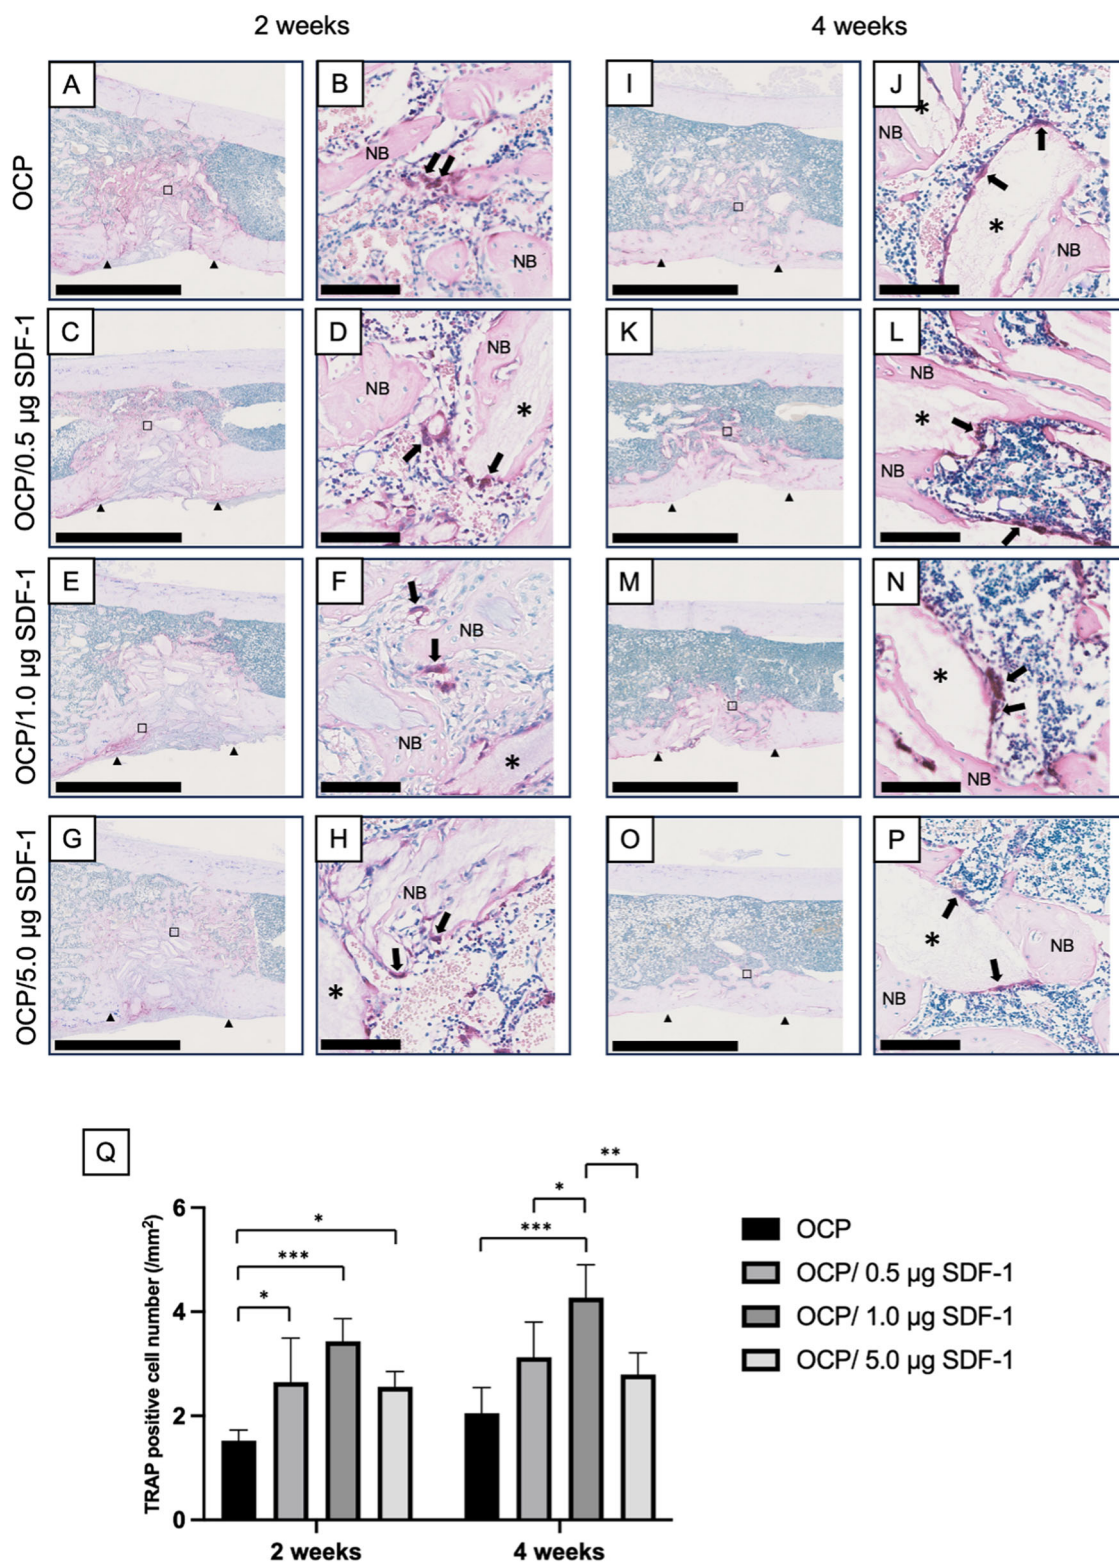 2 weeks 4 weeks
OCP
A B NB NB I J * NB * NB
OCP/0.5 µg SDF-1
C D NB NB * K L NB * NB
OCP/1.0 µg SDF-1
E F NB NB * M N * NB
OCP/5.0 µg SDF-1
G H NB * O P * NB NB
Q
TRAP positive cell number (/mm²)
6
4
2
0
* *** *
*** * **
2 weeks 4 weeks
OCP
OCP/ 0.5 µg SDF-1
OCP/ 1.0 µg SDF-1
OCP/ 5.0 µg SDF-1